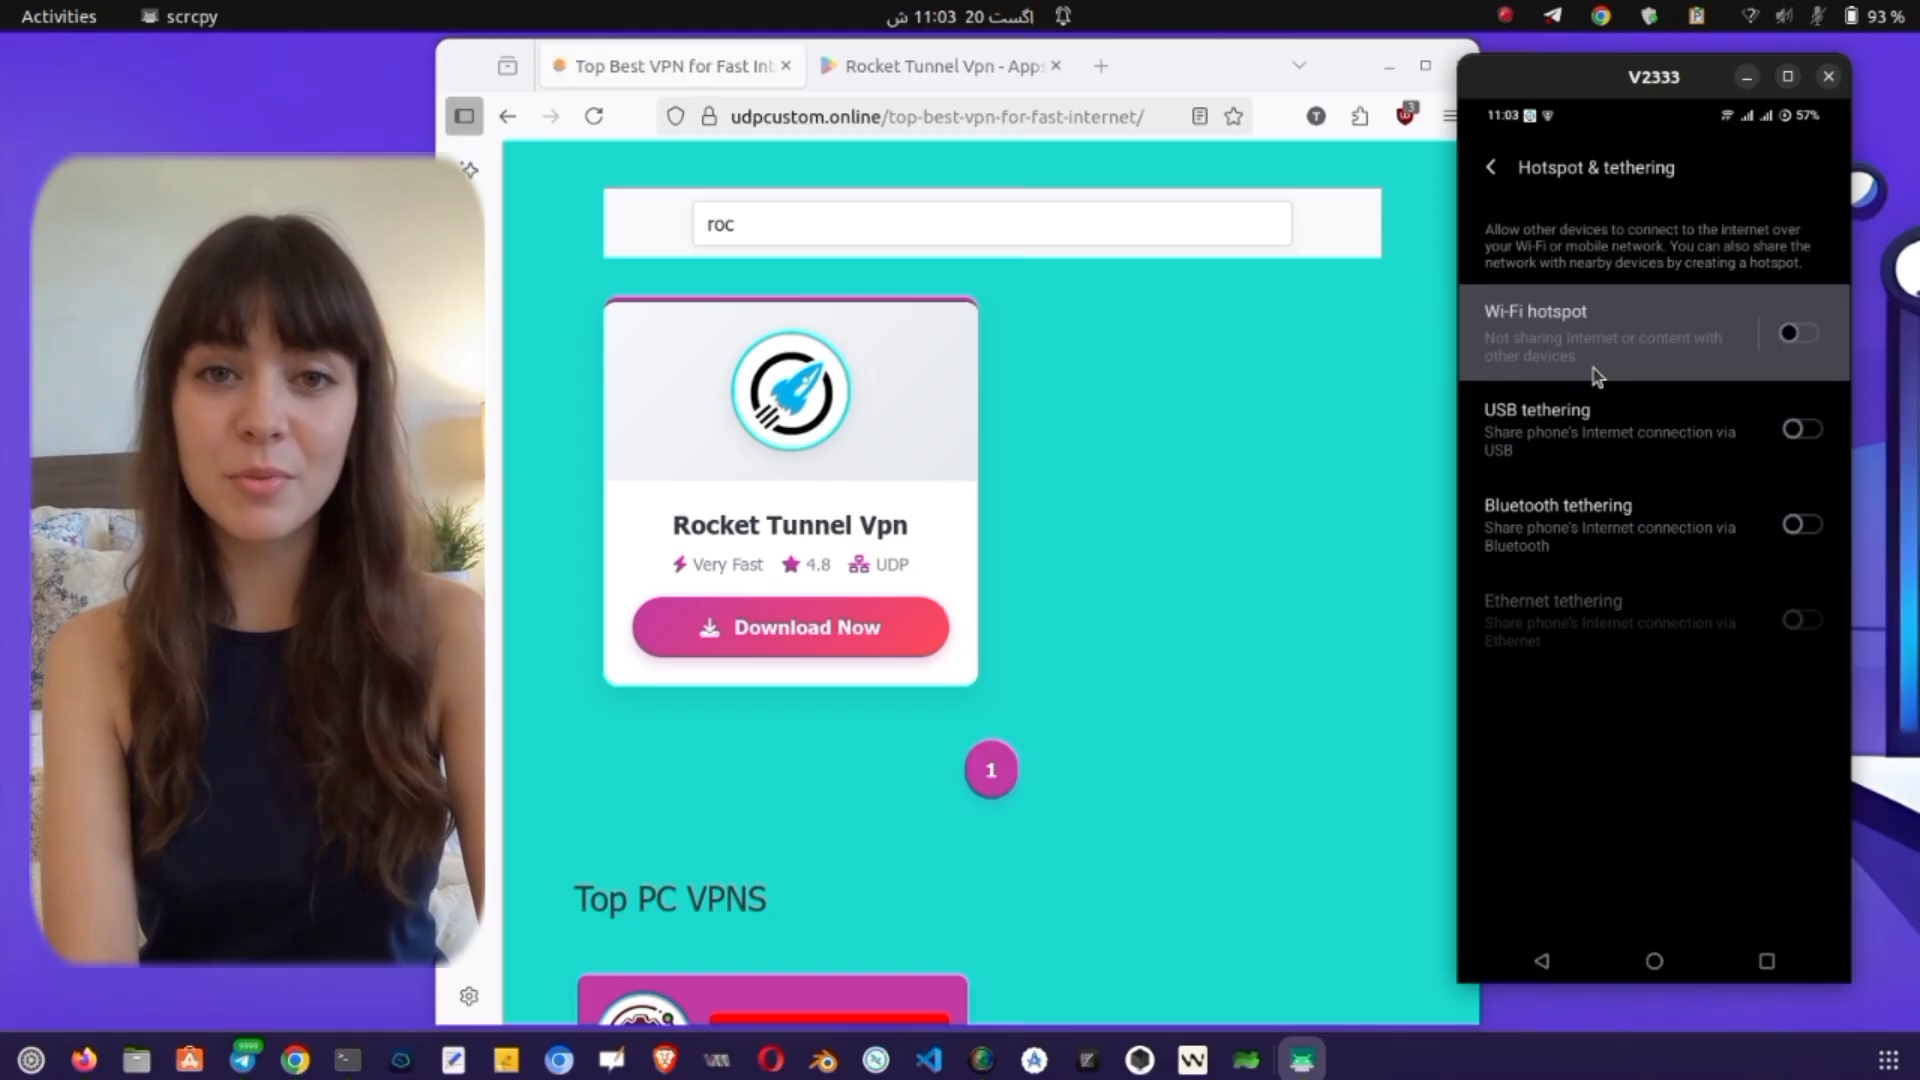 Activities
scrcpy
اگست 20 11:03 ش
93 %
Top Best VPN for Fast Int
Rocket Tunnel Vpn - Apps
udpcustom.online/top-best-vpn-for-fast-internet/
T
3
roc
Rocket Tunnel Vpn
Very Fast
4.8
UDP
Download Now
1
Top PC VPNS
V2333
11:03
57%
Hotspot & tethering
Allow other devices to connect to the internet over
your Wi-Fi or mobile network. You can also share the
network with nearby devices by creating a hotspot.
Wi-Fi hotspot
Not sharing Internet or content with
other devices
USB tethering
Share phone's Internet connection via
USB
Bluetooth tethering
Share phone's Internet connection via
Bluetooth
Ethernet tethering
Share phone's Internet connection via
Ethernet
9999